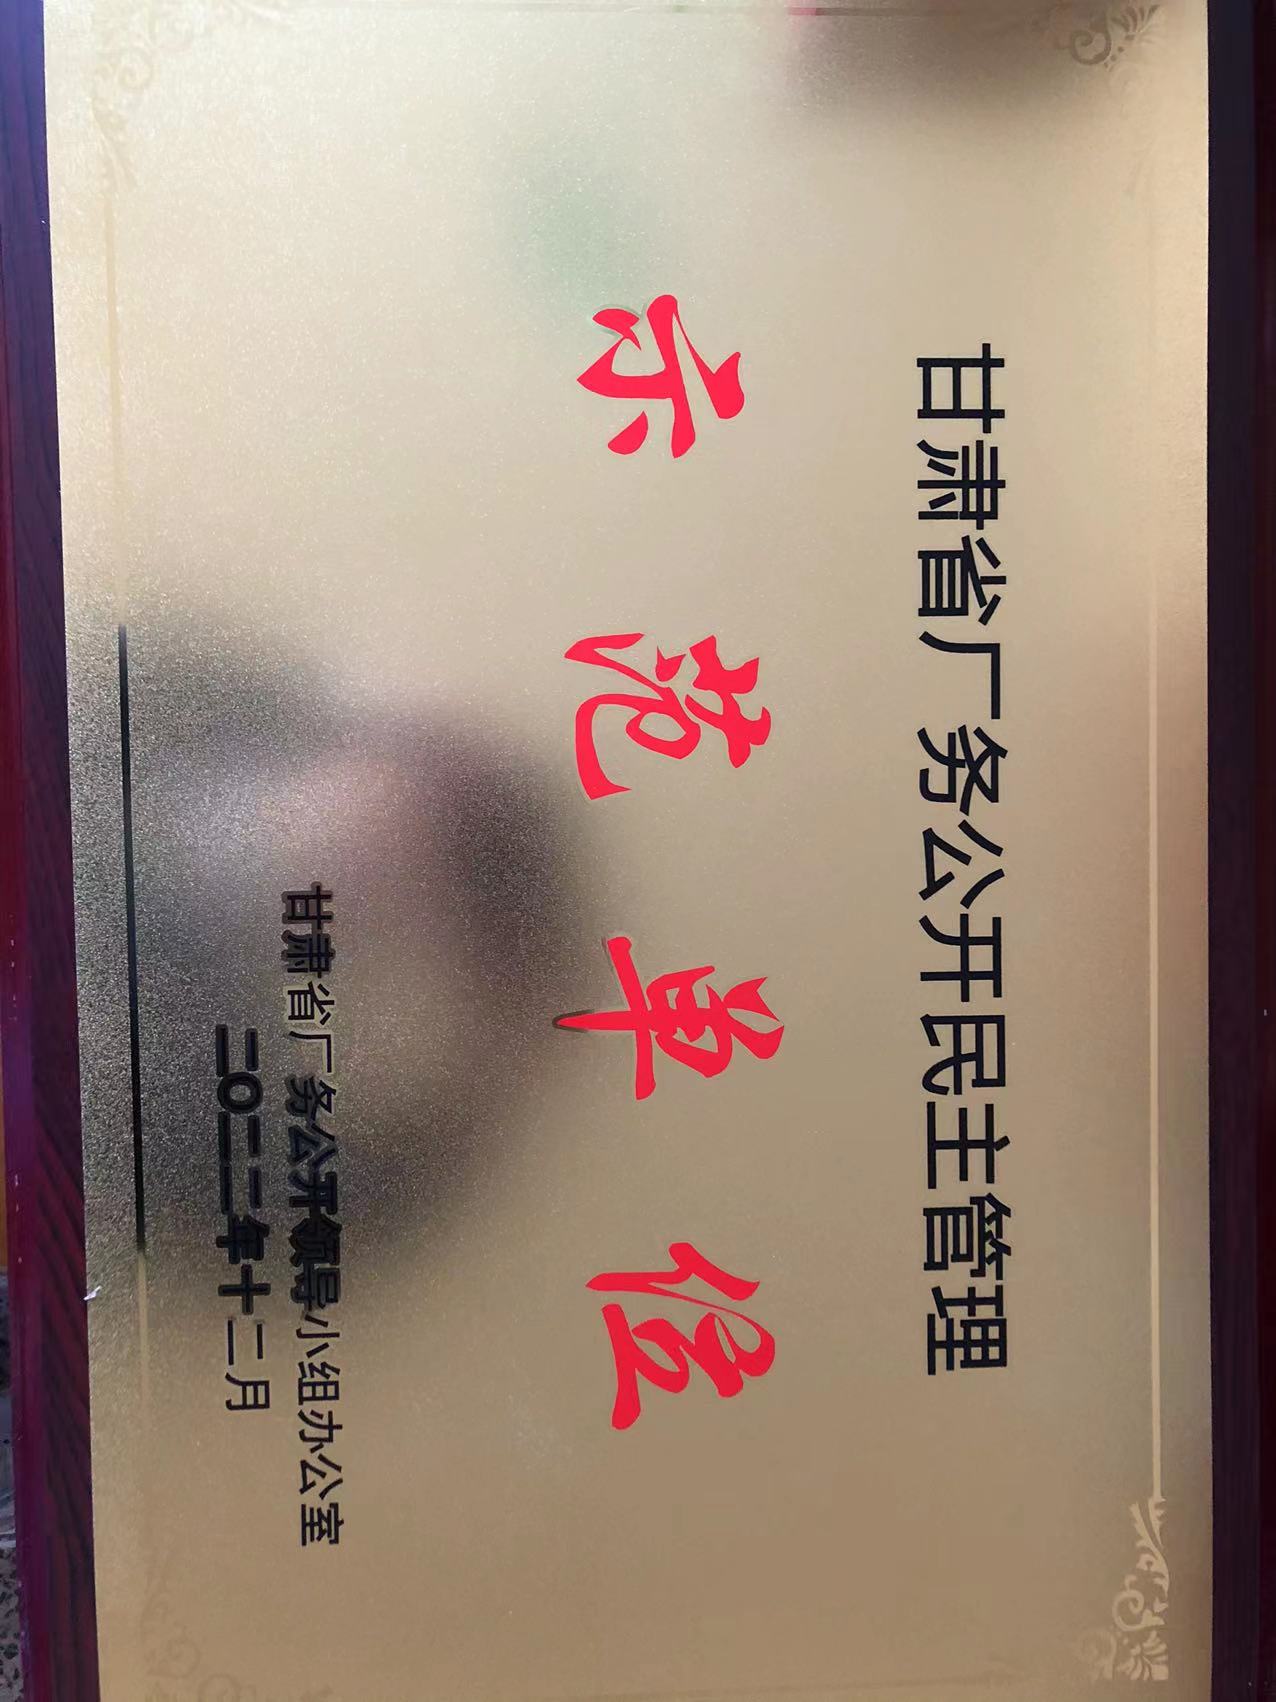 甘肃省厂务公开民主管理
示范单位
甘肃省厂务公开领导小组办公室
二〇二二年十二月